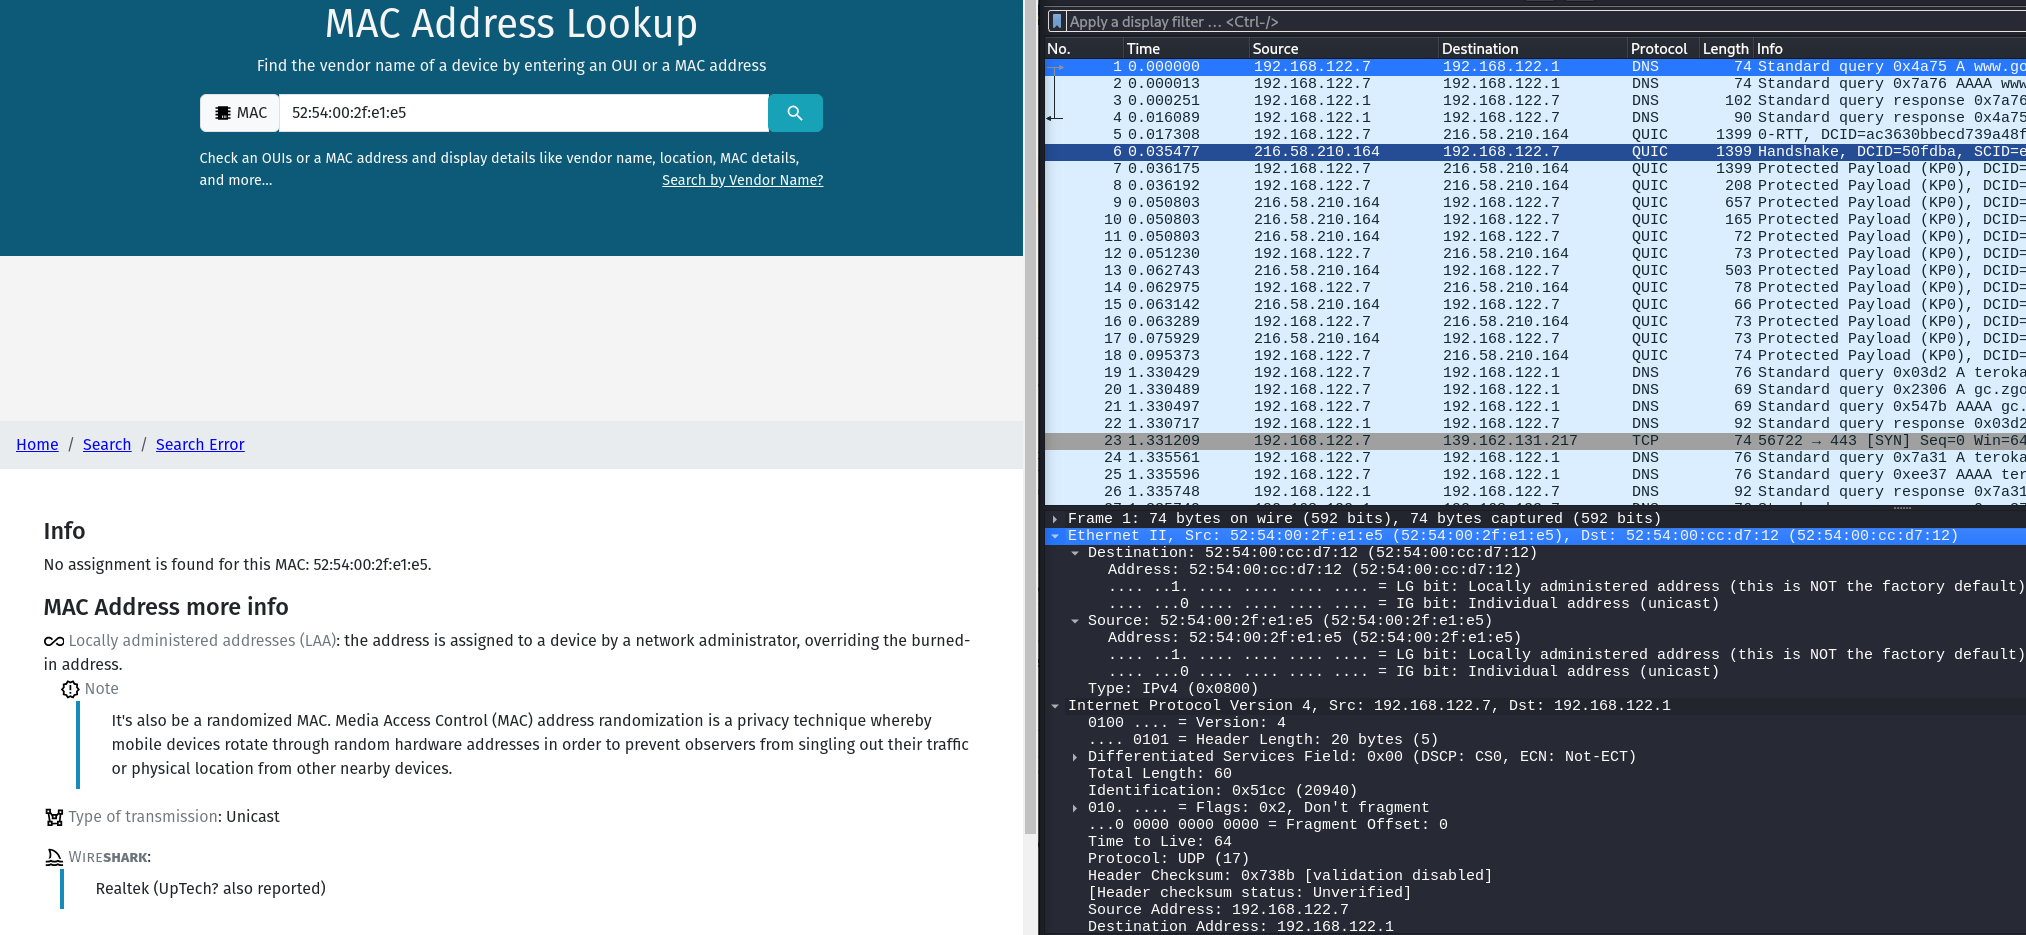 MAC Address Lookup
Find the vendor name of a device by entering an OUI or a MAC address
MAC 52:54:00:2f:e1:e5
Check an OUIs or a MAC address and display details like vendor name, location, MAC details,
and more... Search by Vendor Name?
Home / Search / Search Error
Info
No assignment is found for this MAC: 52:54:00:2f:e1:e5.
MAC Address more info
Locally administered addresses (LAA): the address is assigned to a device by a network administrator, overriding the burned-
in address.
Note
It's also be a randomized MAC. Media Access Control (MAC) address randomization is a privacy technique whereby
mobile devices rotate through random hardware addresses in order to prevent observers from singling out their traffic
or physical location from other nearby devices.
Type of transmission: Unicast
WIRESHARK:
Realtek (UpTech? also reported)
Apply a display filter ... <Ctrl-/>
No. Time Source Destination Protocol Length Info
1 0.000000 192.168.122.7 192.168.122.1 DNS 74 Standard query 0x4a75 A www.go
2 0.000013 192.168.122.7 192.168.122.1 DNS 74 Standard query 0x7a76 AAAA www
3 0.000251 192.168.122.1 192.168.122.7 DNS 102 Standard query response 0x7a76
4 0.016089 192.168.122.1 192.168.122.7 DNS 90 Standard query response 0x4a75
5 0.017308 192.168.122.7 216.58.210.164 QUIC 1399 0-RTT, DCID=ac3630bbecd739a48f
6 0.035477 216.58.210.164 192.168.122.7 QUIC 1399 Handshake, DCID=50fdba, SCID=e
7 0.036175 192.168.122.7 216.58.210.164 QUIC 1399 Protected Payload (KP0), DCID=
8 0.036192 192.168.122.7 216.58.210.164 QUIC 208 Protected Payload (KP0), DCID=
9 0.050803 216.58.210.164 192.168.122.7 QUIC 657 Protected Payload (KP0), DCID=
10 0.050803 216.58.210.164 192.168.122.7 QUIC 165 Protected Payload (KP0), DCID=
11 0.050803 216.58.210.164 192.168.122.7 QUIC 72 Protected Payload (KP0), DCID=
12 0.051230 192.168.122.7 216.58.210.164 QUIC 73 Protected Payload (KP0), DCID=
13 0.062743 216.58.210.164 192.168.122.7 QUIC 503 Protected Payload (KP0), DCID=
14 0.062975 192.168.122.7 216.58.210.164 QUIC 78 Protected Payload (KP0), DCID=
15 0.063142 216.58.210.164 192.168.122.7 QUIC 66 Protected Payload (KP0), DCID=
16 0.063289 192.168.122.7 216.58.210.164 QUIC 73 Protected Payload (KP0), DCID=
17 0.075929 216.58.210.164 192.168.122.7 QUIC 73 Protected Payload (KP0), DCID=
18 0.095373 192.168.122.7 216.58.210.164 QUIC 74 Protected Payload (KP0), DCID=
19 1.330429 192.168.122.7 192.168.122.1 DNS 76 Standard query 0x03d2 A teroka
20 1.330489 192.168.122.7 192.168.122.1 DNS 69 Standard query 0x2306 A gc.zgo
21 1.330497 192.168.122.7 192.168.122.1 DNS 69 Standard query 0x547b AAAA gc.
22 1.330717 192.168.122.1 192.168.122.7 DNS 92 Standard query response 0x03d2
23 1.331209 192.168.122.7 139.162.131.217 TCP 74 56722 → 443 [SYN] Seq=0 Win=64
24 1.335561 192.168.122.7 192.168.122.1 DNS 76 Standard query 0x7a31 A teroka
25 1.335596 192.168.122.7 192.168.122.1 DNS 76 Standard query 0xee37 AAAA ter
26 1.335748 192.168.122.1 192.168.122.7 DNS 92 Standard query response 0x7a31
Frame 1: 74 bytes on wire (592 bits), 74 bytes captured (592 bits)
Ethernet II, Src: 52:54:00:2f:e1:e5 (52:54:00:2f:e1:e5), Dst: 52:54:00:cc:d7:12 (52:54:00:cc:d7:12)
Destination: 52:54:00:cc:d7:12 (52:54:00:cc:d7:12)
Address: 52:54:00:cc:d7:12 (52:54:00:cc:d7:12)
.... ..1. .... .... .... .... = LG bit: Locally administered address (this is NOT the factory default)
.... ...0 .... .... .... .... = IG bit: Individual address (unicast)
Source: 52:54:00:2f:e1:e5 (52:54:00:2f:e1:e5)
Address: 52:54:00:2f:e1:e5 (52:54:00:2f:e1:e5)
.... ..1. .... .... .... .... = LG bit: Locally administered address (this is NOT the factory default)
.... ...0 .... .... .... .... = IG bit: Individual address (unicast)
Type: IPv4 (0x0800)
Internet Protocol Version 4, Src: 192.168.122.7, Dst: 192.168.122.1
0100 .... = Version: 4
.... 0101 = Header Length: 20 bytes (5)
Differentiated Services Field: 0x00 (DSCP: CS0, ECN: Not-ECT)
Total Length: 60
Identification: 0x51cc (20940)
010. .... = Flags: 0x2, Don't fragment
...0 0000 0000 0000 = Fragment Offset: 0
Time to Live: 64
Protocol: UDP (17)
Header Checksum: 0x738b [validation disabled]
[Header checksum status: Unverified]
Source Address: 192.168.122.7
Destination Address: 192.168.122.1